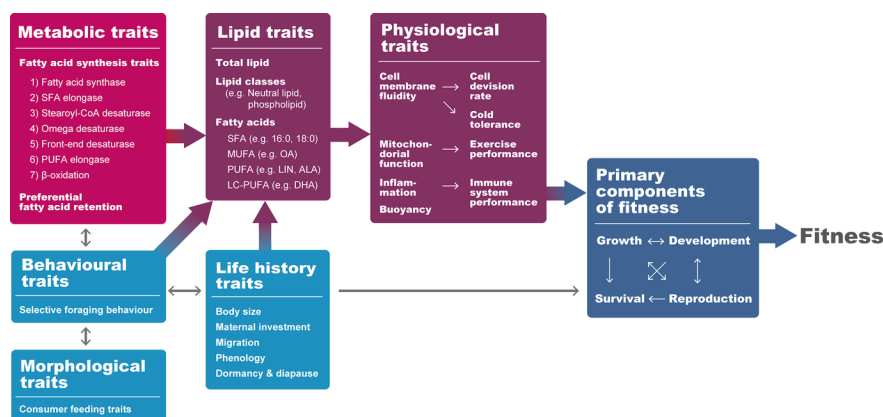 Metabolic traits
Fatty acid synthesis traits
1) Fatty acid synthase
2) SFA elongase
3) Stearoyl-CoA desaturase
4) Omega desaturase
5) Front-end desaturase
6) PUFA elongase
7) β-oxidation
Preferential
fatty acid retention
Lipid traits
Total lipid
Lipid classes
(e.g. Neutral lipid,
phospholipid)
Fatty acids
SFA (e.g. 16:0, 18:0)
MUFA (e.g. OA)
PUFA (e.g. LIN, ALA)
LC-PUFA (e.g. DHA)
Physiological
traits
Cell
membrane
fluidity
Cell
devision
rate
Cold
tolerance
Mitochon-
dorial
function
Exercise
performance
Inflam-
mation
Immune
system
performance
Buoyancy
Primary
components
of fitness
Growth
Development
Survival
Reproduction
Fitness
Behavioural
traits
Selective foraging behaviour
Life history
traits
Body size
Maternal investment
Migration
Phenology
Dormancy & diapause
Morphological
traits
Consumer feeding traits